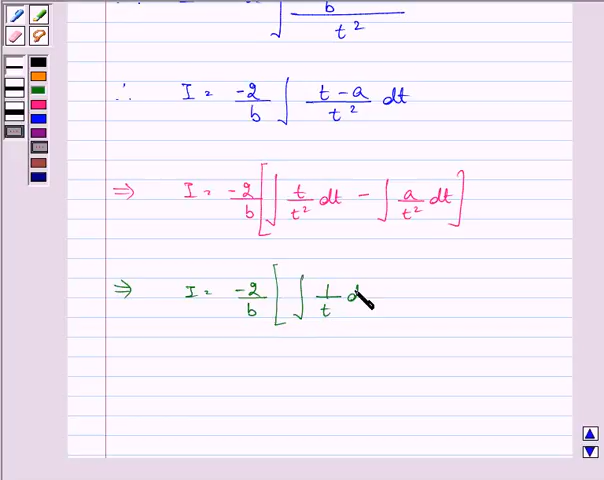 b
t²
∴ I = -2/b ∫ t-a/t² dt
⇒ I = -2/b [∫ t/t² dt - ∫ a/t² dt]
⇒ I = -2/b [ ∫ 1/t d